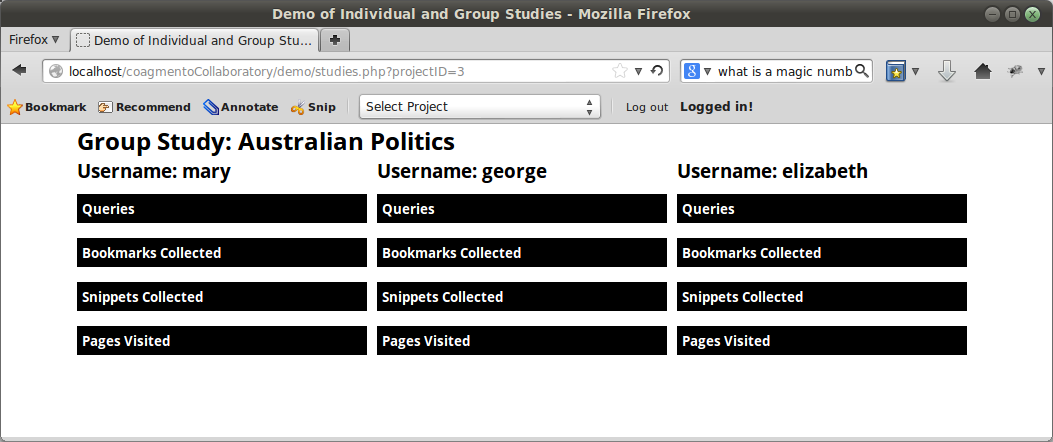 Demo of Individual and Group Studies - Mozilla Firefox
Firefox Demo of Individual and Group Stu...
localhost/coagmentoCollaboratory/demo/studies.php?projectID=3 what is a magic numb
Bookmark Recommend Annotate Snip Select Project Log out Logged in!
Group Study: Australian Politics
Username: mary Username: george Username: elizabeth
Queries Queries Queries
Bookmarks Collected Bookmarks Collected Bookmarks Collected
Snippets Collected Snippets Collected Snippets Collected
Pages Visited Pages Visited Pages Visited